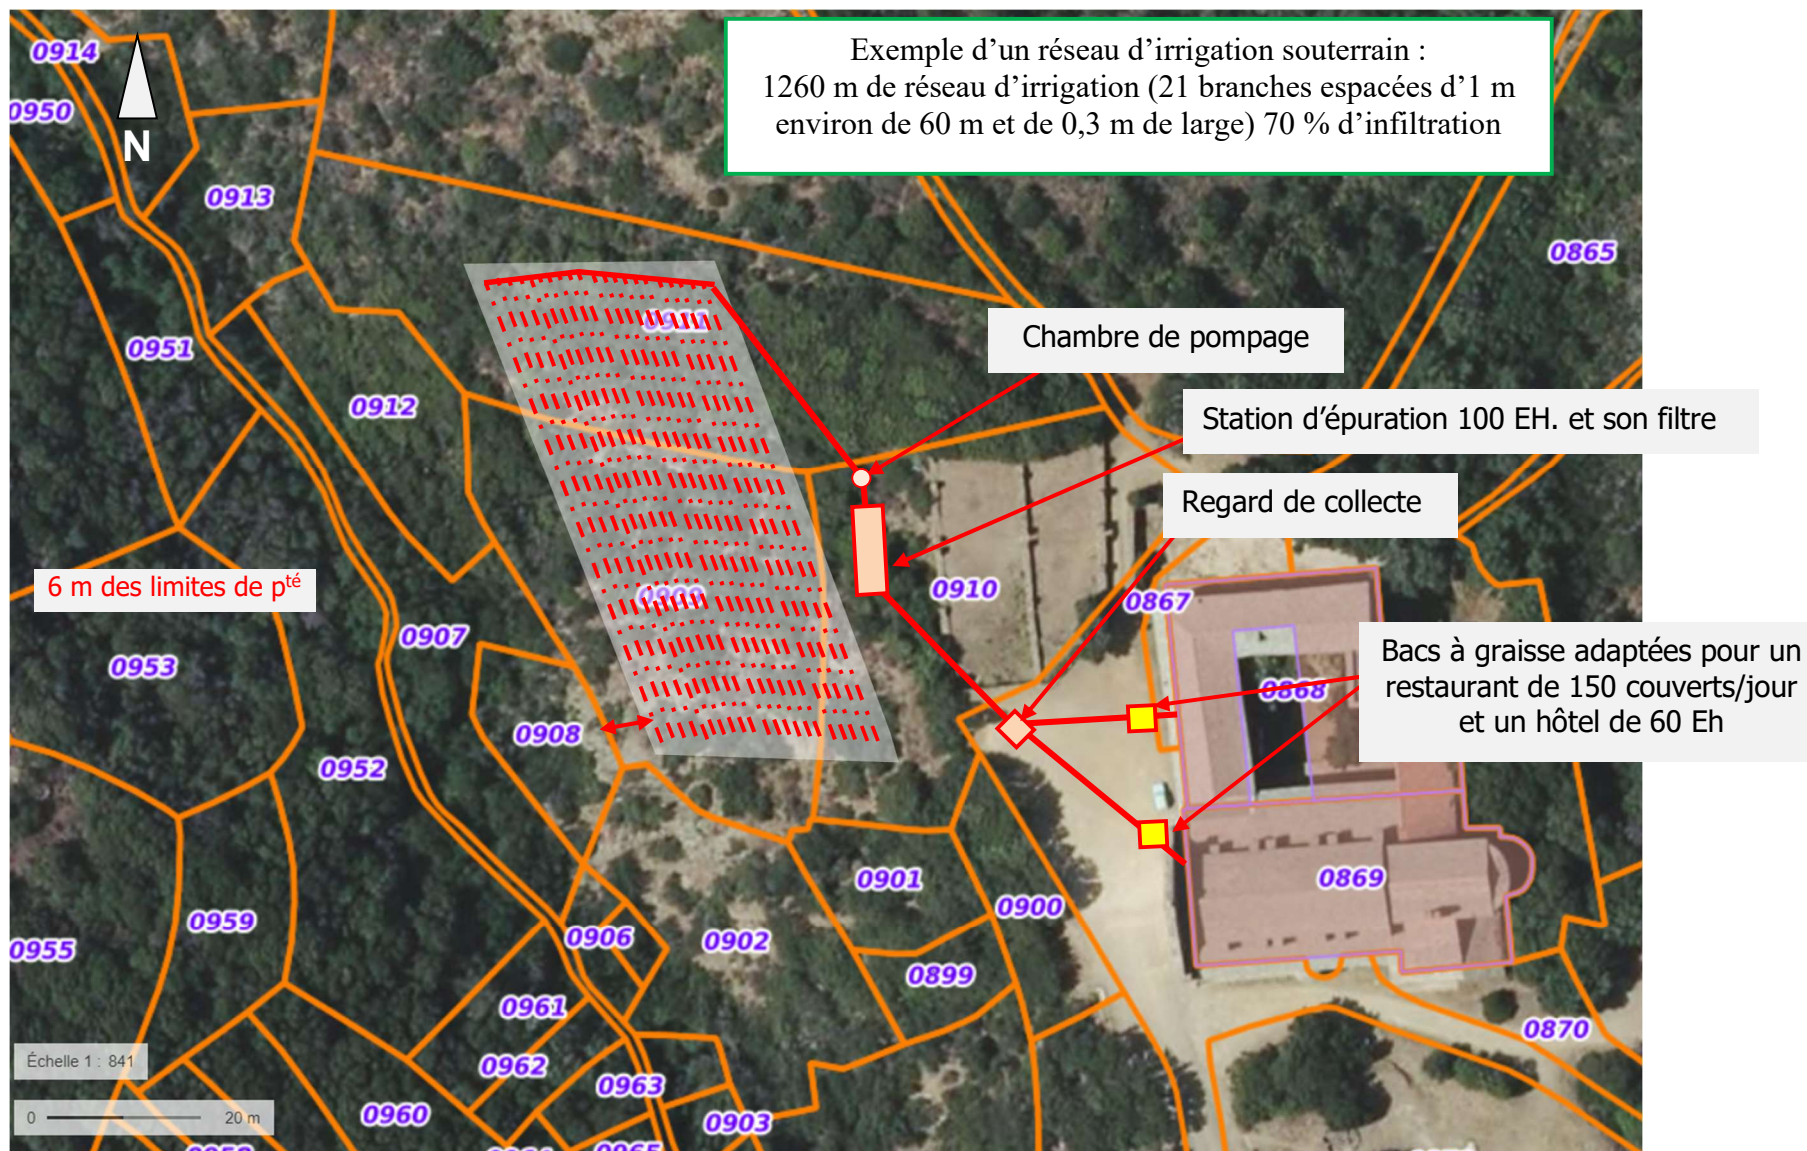 Exemple d'un réseau d'irrigation souterrain :
1260 m de réseau d'irrigation (21 branches espacées d'1 m
environ de 60 m et de 0,3 m de large) 70 % d'infiltration
0914
0950
N
0913
0865
0911
Chambre de pompage
0951
0912
Station d'épuration 100 EH. et son filtre
Regard de collecte
6 m des limites de pté
0909
0910
0867
0907
0953
Bacs à graisse adaptées pour un
restaurant de 150 couverts/jour
et un hôtel de 60 Eh
0868
0908
0952
0901
0869
0900
0959
0906
0902
0955
0899
0961
0870
Échelle 1 : 841
0962
0963
0960
0903
0 20 m
0965